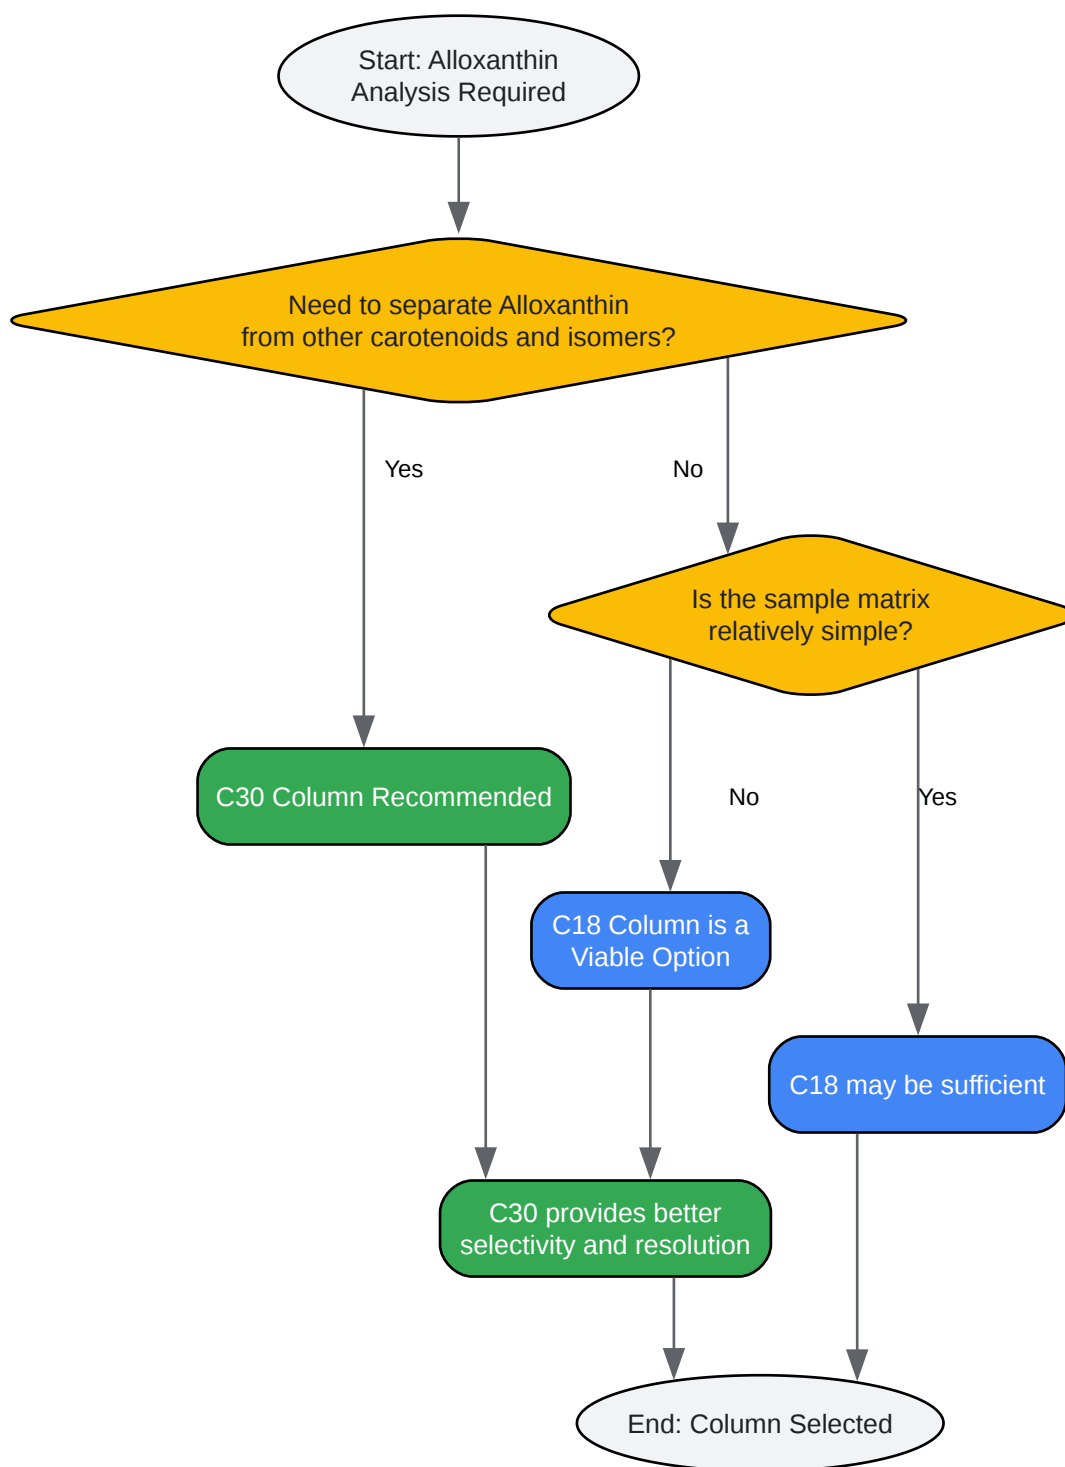 Start: Alloxanthin
Analysis Required
Need to separate Alloxanthin
from other carotenoids and isomers?
Yes
No
Is the sample matrix
relatively simple?
C30 Column Recommended
No
Yes
C18 Column is a
Viable Option
C18 may be sufficient
C30 provides better
selectivity and resolution
End: Column Selected